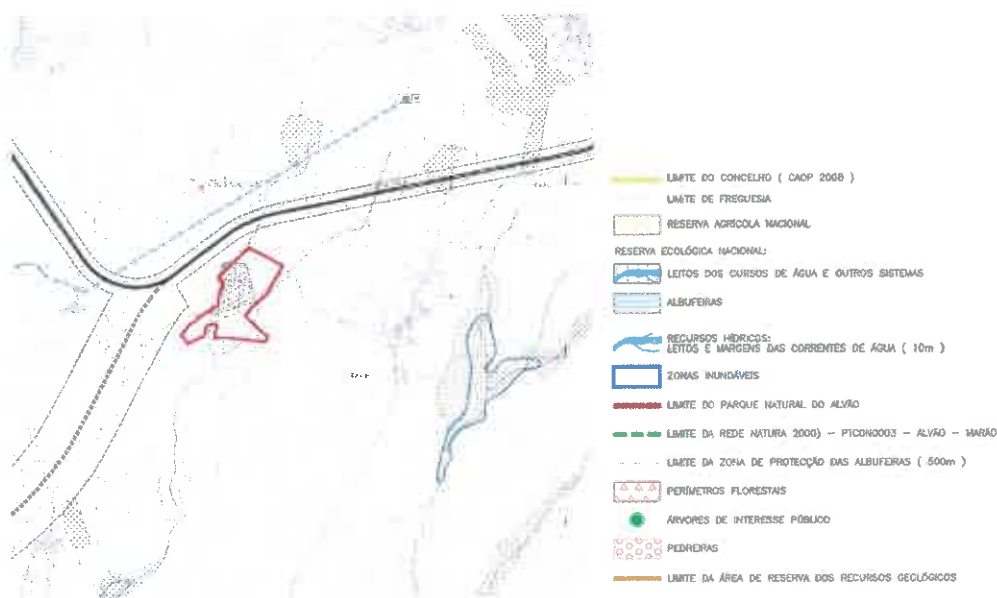 LIMITE DO CONCELHO ( CAOP 2008 )
LIMITE DE FREGUESIA
RESERVA AGRÍCOLA NACIONAL
RESERVA ECOLÓGICA NACIONAL:
LEITOS DOS CURSOS DE ÁGUA E OUTROS SISTEMAS
ALBUFEIRAS
RECURSOS HÍDRICOS:
LEITOS E MARGENS DAS CORRENTES DE ÁGUA ( 10m )
ZONAS INUNDÁVEIS
LIMITE DO PARQUE NATURAL DO ALVÃO
LIMITE DA REDE NATURA 2000) - PTCON0003 - ALVÃO - MARÃO
LIMITE DA ZONA DE PROTECÇÃO DAS ALBUFEIRAS ( 500m )
PERÍMETROS FLORESTAIS
ÁRVORES DE INTERESSE PÚBLICO
PEDREIRAS
LIMITE DA ÁREA DE RESERVA DOS RECURSOS GEOLÓGICOS